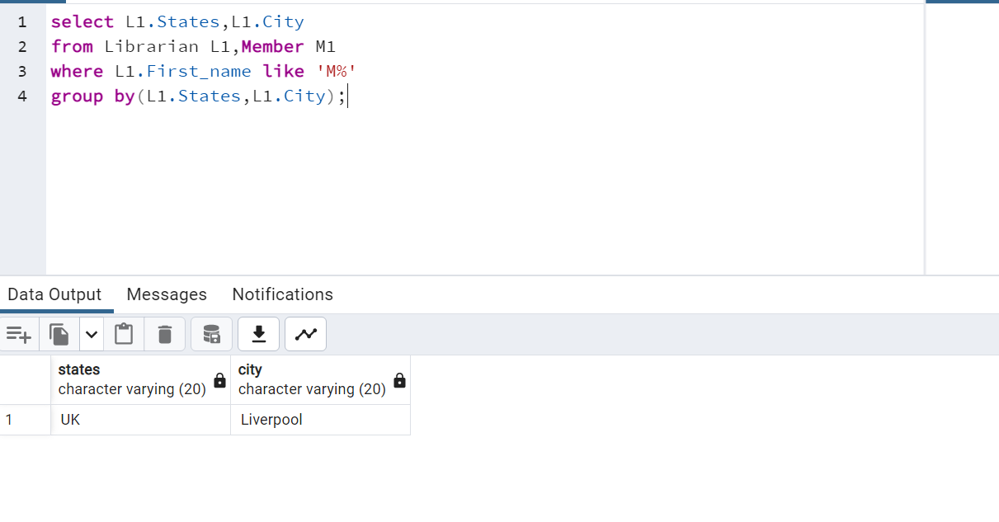 1 select L1.States,L1.City
2 from Librarian L1,Member M1
3 where L1.First_name like 'M%'
4 group by(L1.States,L1.City);
Data Output Messages Notifications
states city
character varying (20) character varying (20)
1 UK Liverpool